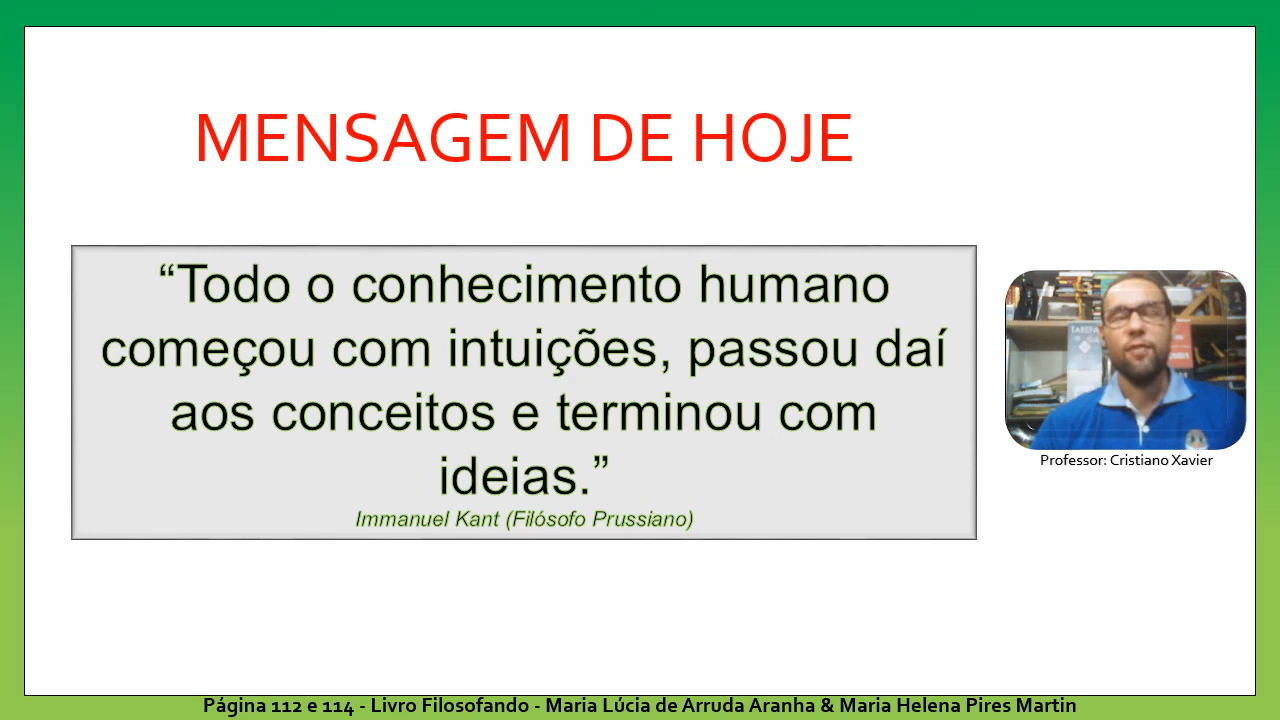 MENSAGEM DE HOJE
“Todo o conhecimento humano
começou com intuições, passou daí
aos conceitos e terminou com
ideias.”
Immanuel Kant (Filósofo Prussiano)
TAREFA
Professor: Cristiano Xavier
Página 112 e 114 - Livro Filosofando - Maria Lúcia de Arruda Aranha & Maria Helena Pires Martin